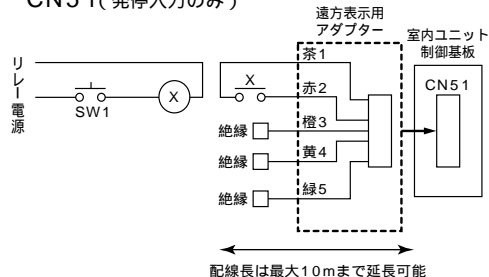 CN51(発停入力のみ)
遠方表示用
アダプター
室内ユニット
制御基板
リレー電源
SW1
X
X
茶1
赤2
橙3
黄4
緑5
絶縁
絶縁
絶縁
CN51
配線長は最大10mまで延長可能